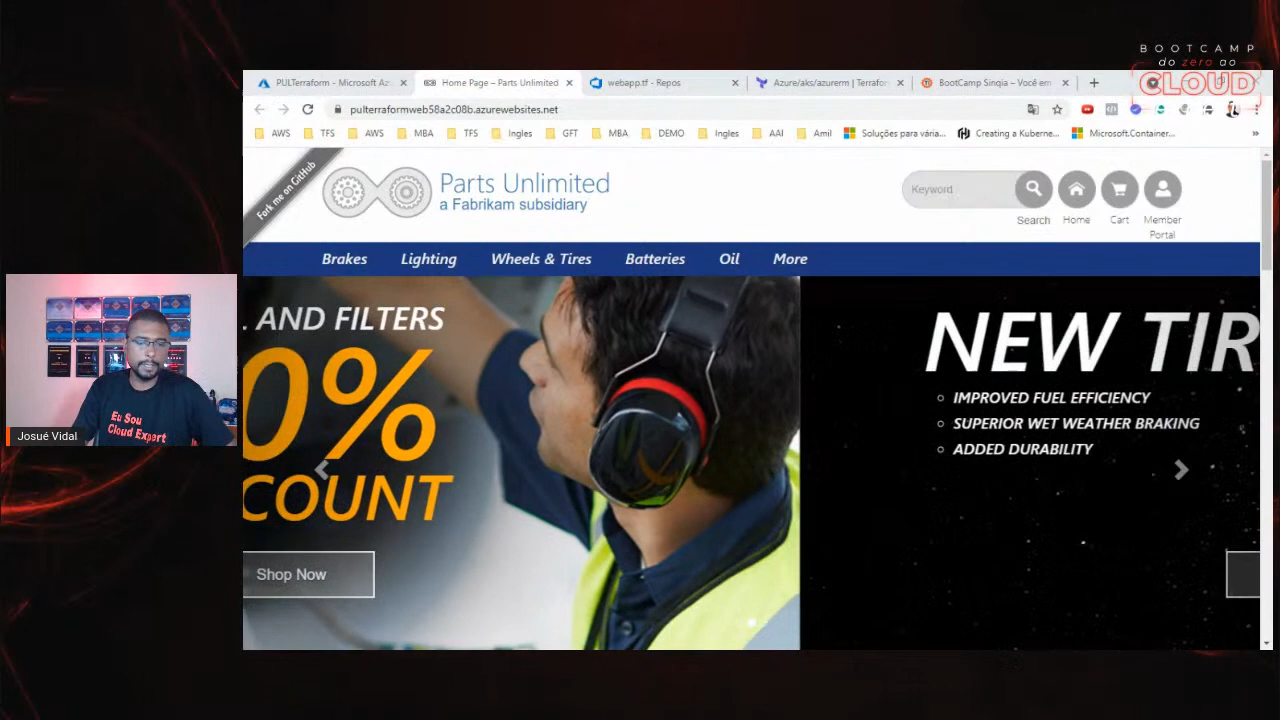 BOOTCAMP
do zero ao
CLOUD
PULTerraform - Microsoft Az
Home Page – Parts Unlimited
webapp.tf - Repos
Azure/aks/azurerm | Terrafor
BootCamp Sinqia – Você em
pulterraformweb58a2c08b.azurewebsites.net
AWS
TFS
AWS
MBA
TFS
Ingles
GFT
MBA
DEMO
Ingles
AAI
Amil
Soluções para vária...
Creating a Kuberne...
Microsoft.Container...
»
Fork me on GitHub
Parts Unlimited
a Fabrikam subsidiary
Keyword
Search
Home
Cart
Member
Portal
Brakes
Lighting
Wheels & Tires
Batteries
Oil
More
AND FILTERS
0%
COUNT
Shop Now
NEW TIR
IMPROVED FUEL EFFICIENCY
SUPERIOR WET WEATHER BRAKING
ADDED DURABILITY
Eu Sou
Cloud Expert
Josué Vidal